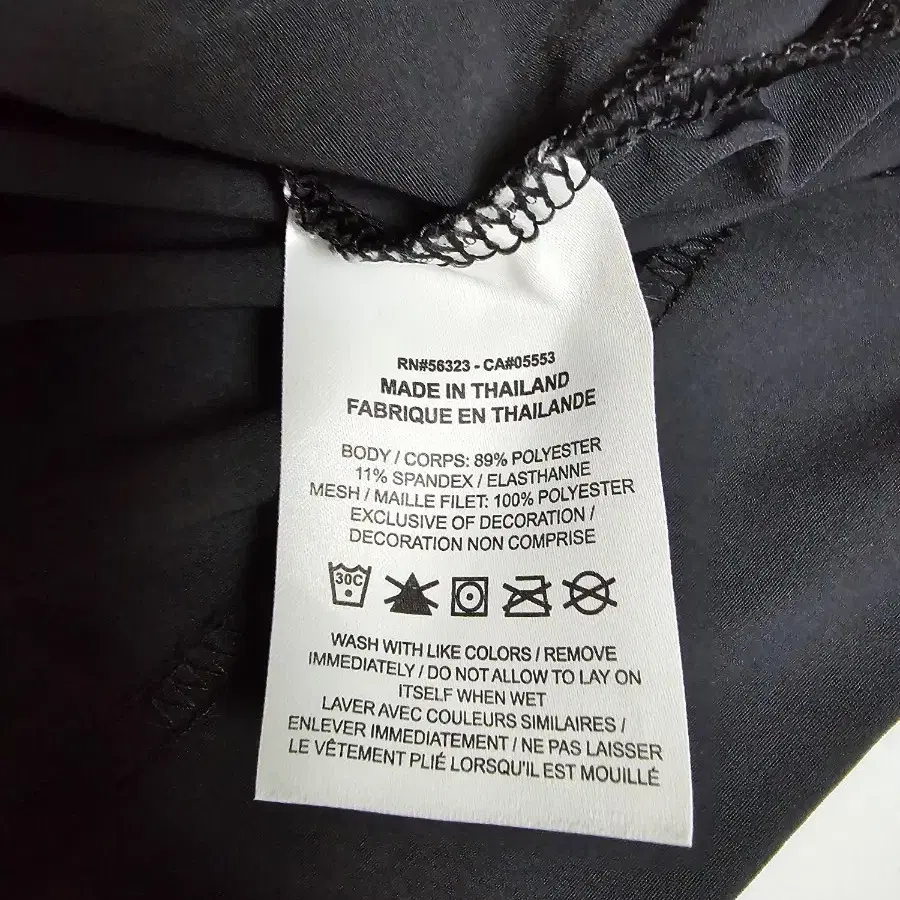 RN#56323 - CA#05553
MADE IN THAILAND
FABRIQUE EN THAILANDE
BODY / CORPS: 89% POLYESTER
11% SPANDEX / ELASTHANNE
MESH / MAILLE FILET: 100% POLYESTER
EXCLUSIVE OF DECORATION /
DECORATION NON COMPRISE
30C
WASH WITH LIKE COLORS / REMOVE
IMMEDIATELY / DO NOT ALLOW TO LAY ON
ITSELF WHEN WET
LAVER AVEC COULEURS SIMILAIRES /
ENLEVER IMMEDIATEMENT / NE PAS LAISSER
LE VÊTEMENT PLIÉ LORSQU'IL EST MOUILLÉ